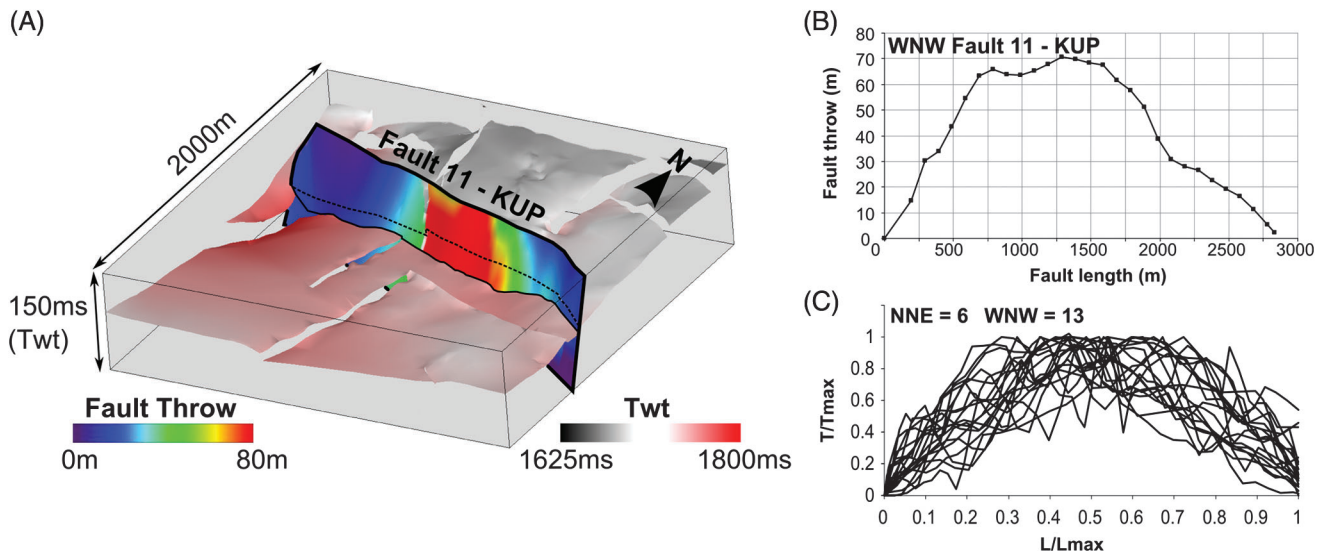 (A)
2000m
Fault 11 - KUP
N
150ms
(Twt)
Fault Throw
0m 80m
Twt
1625ms 1800ms
(B)
WNW Fault 11 - KUP
Fault throw (m)
80
70
60
50
40
30
20
10
0
0 500 1000 1500 2000 2500 3000
Fault length (m)
(C)
NNE = 6 WNW = 13
T/Tmax
1
0.8
0.6
0.4
0.2
0
0 0.1 0.2 0.3 0.4 0.5 0.6 0.7 0.8 0.9 1
L/Lmax